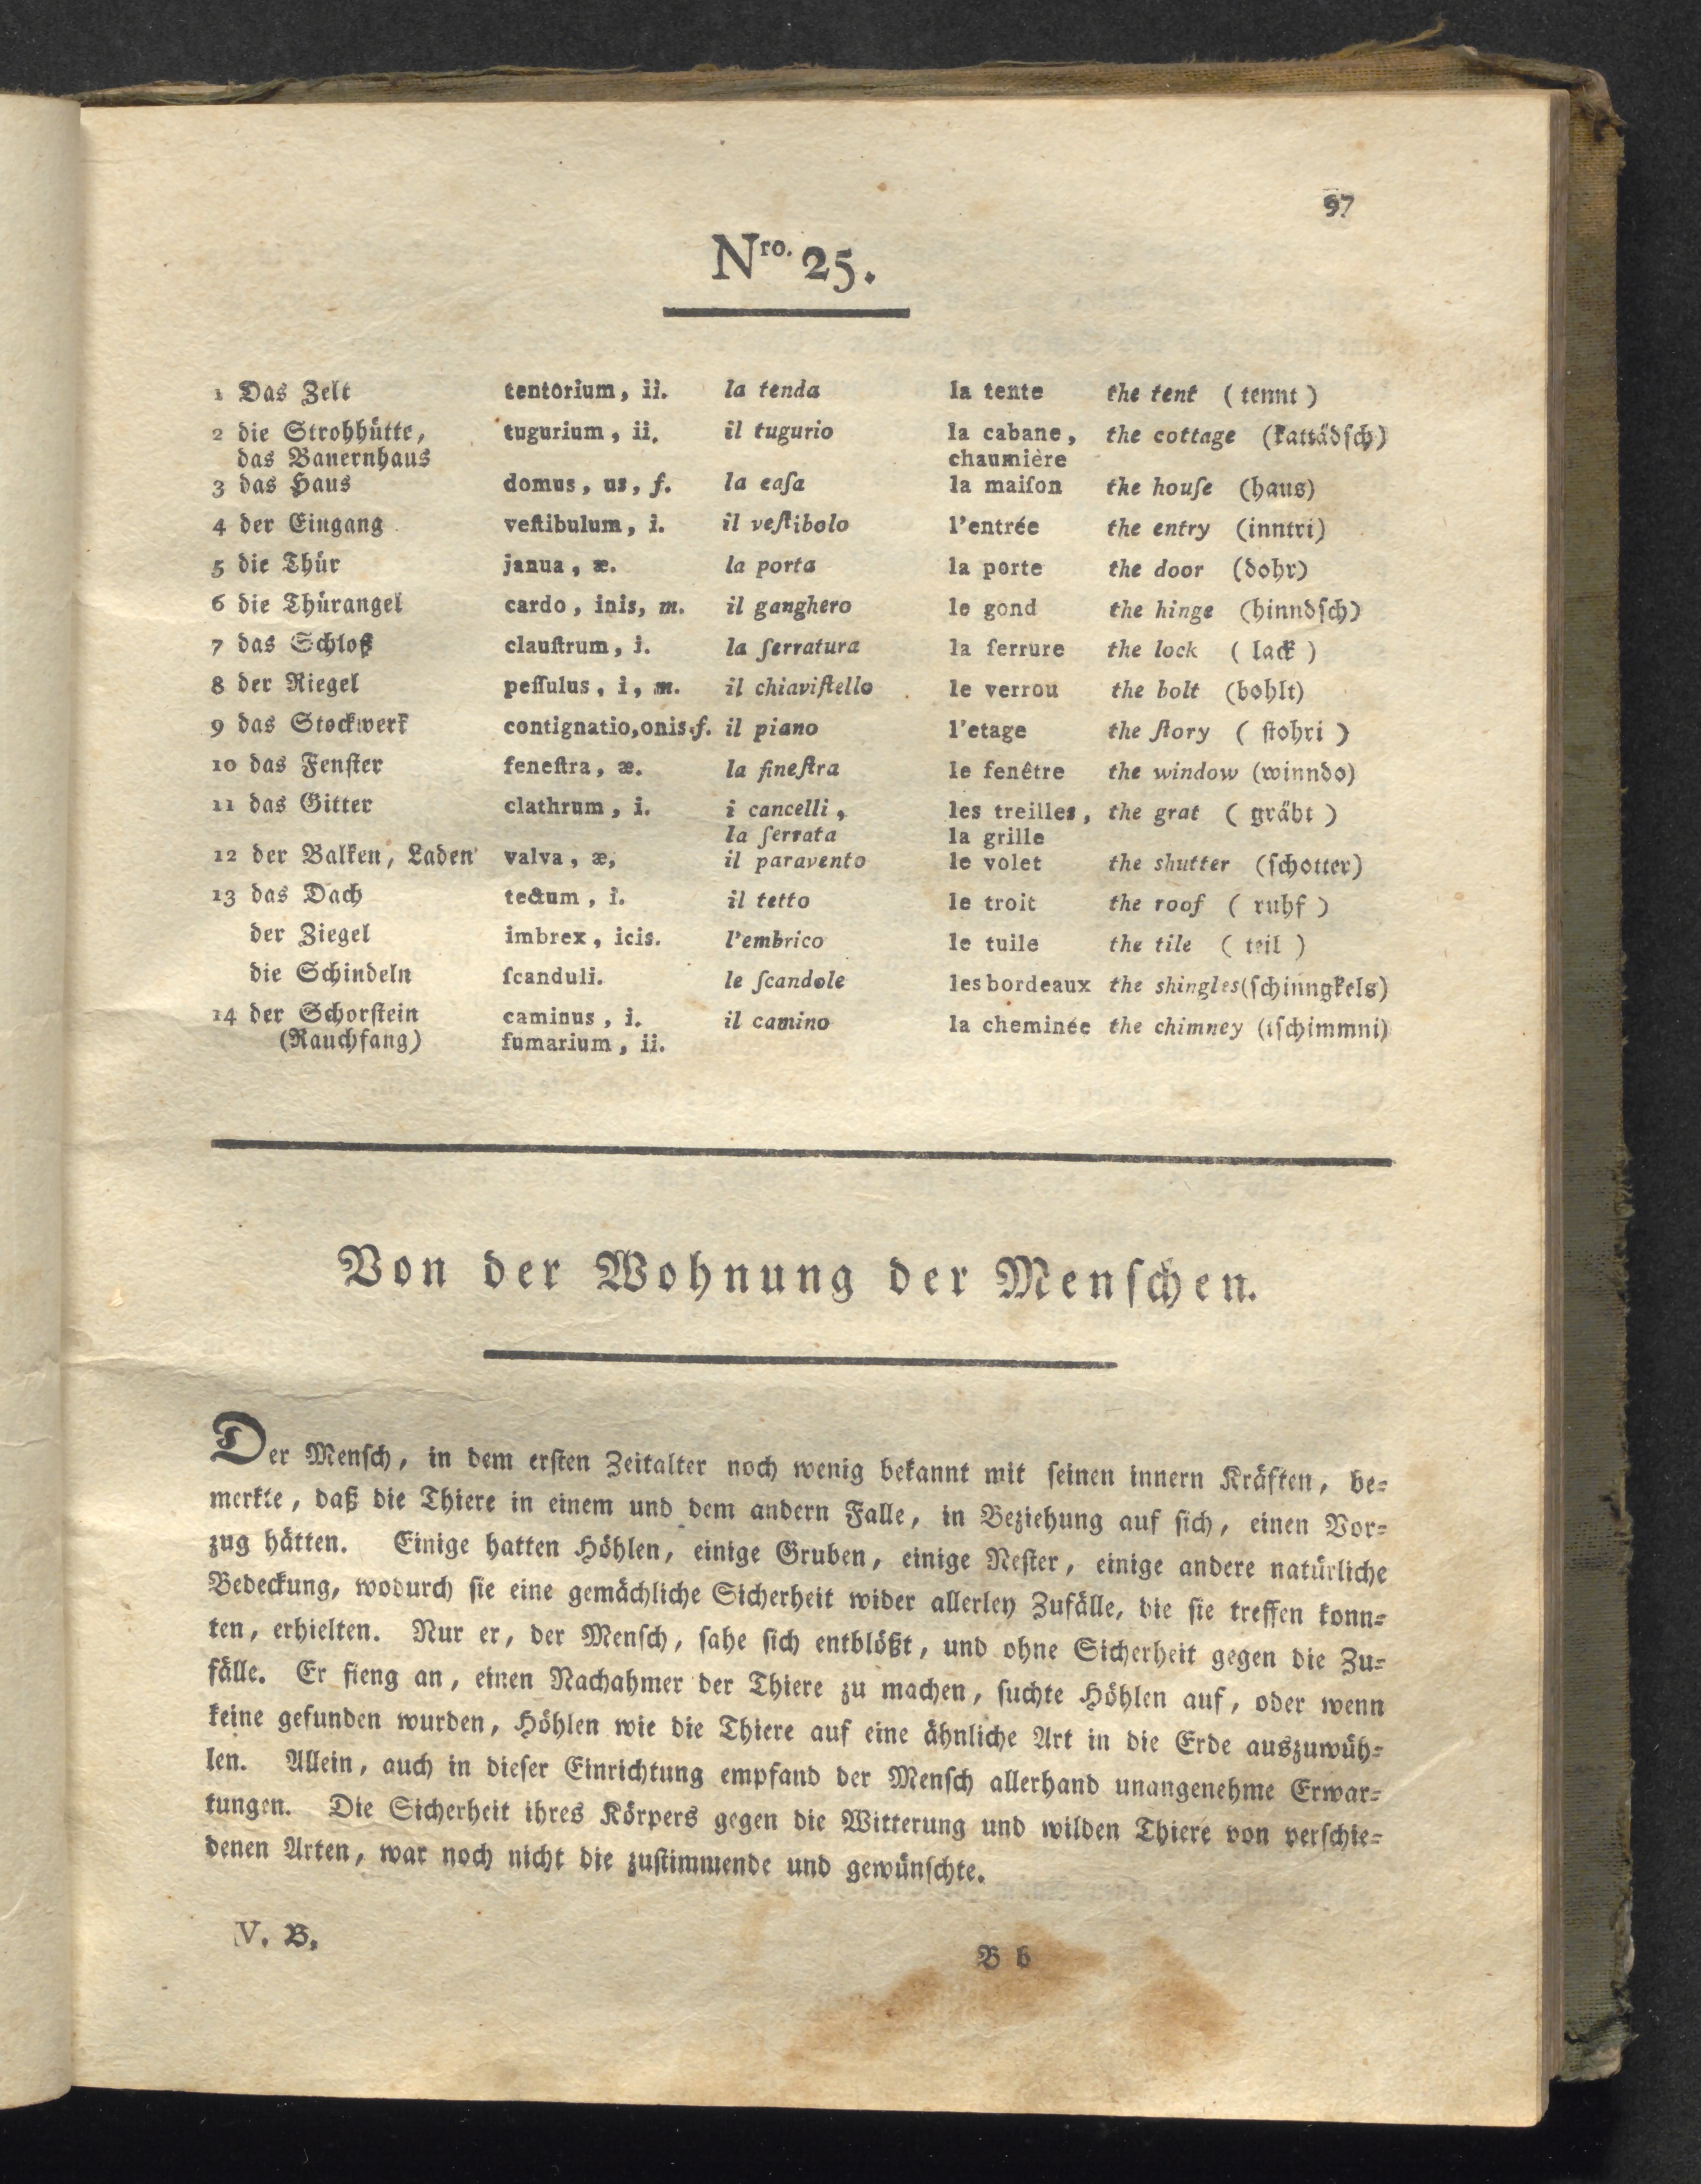 97
Nro. 25.
1 Das Zelt tentorium, ii. la tenda la tente the tent (tennt)
2 die Strohhütte, tugurium, ii. il tugurio la cabane, the cottage (kattädſch)
das Bauernhaus chaumière
3 das Haus domus, us, f. la caſa la maiſon the houſe (haus)
4 der Eingang veſtibulum, i. il veſtibolo l'entrée the entry (inntri)
5 die Thür janua, æ. la porta la porte the door (dohr)
6 die Thürangel cardo, inis, m. il ganghero le gond the hinge (hinndſch)
7 das Schloß clauſtrum, i. la ſerratura la ferrure the lock (lack)
8 der Riegel peſſulus, i, m. il chiaviſtello le verrou the bolt (bohlt)
9 das Stockwerk contignatio, onis, f. il piano l'etage the ſtory (ſtohri)
10 das Fenſter feneſtra, æ. la fineſtra le fenêtre the window (winndo)
11 das Gitter clathrum, i. i cancelli, les treilles, the grat (gräht)
la ſerrata la grille
12 der Balken, Laden valva, æ, il paravento le volet the shutter (ſchotter)
13 das Dach tectum, i. il tetto le troit the roof (ruhf)
der Ziegel imbrex, icis. l'embrico le tuile the tile (teil)
die Schindeln ſcanduli. le ſcandole les bordeaux the shingles (ſchinngkels)
14 der Schorſtein caminus, i. il camino la cheminée the chimney (tſchimmni)
(Rauchfang) fumarium, ii.
Von der Wohnung der Menſchen.
Der Menſch, in dem erſten Zeitalter noch wenig bekannt mit ſeinen innern Kräften, be-
merkte, daß die Thiere in einem und dem andern Falle, in Beziehung auf ſich, einen Vor-
zug hätten. Einige hatten Höhlen, einige Gruben, einige Neſter, einige andere natürliche
Bedeckung, wodurch ſie eine gemächliche Sicherheit wider allerley Zufälle, die ſie treffen konn-
ten, erhielten. Nur er, der Menſch, ſahe ſich entblößt, und ohne Sicherheit gegen die Zu-
fälle. Er fieng an, einen Nachahmer der Thiere zu machen, ſuchte Höhlen auf, oder wenn
keine gefunden wurden, Höhlen wie die Thiere auf eine ähnliche Art in die Erde auszuwüh-
len. Allein, auch in dieſer Einrichtung empfand der Menſch allerhand unangenehme Erwar-
tungen. Die Sicherheit ihres Körpers gegen die Witterung und wilden Thiere von verſchie-
denen Arten, war noch nicht die zuſtimmende und gewünſchte.
V. B. B b